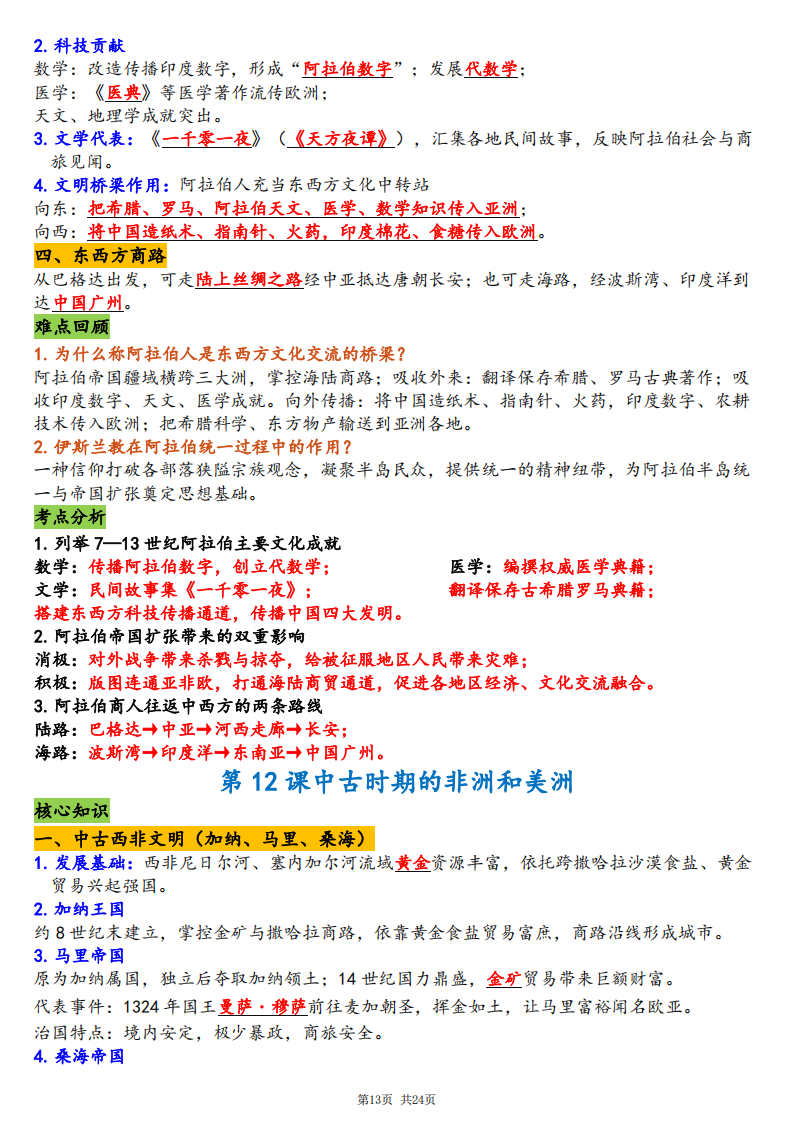 2. 科技贡献
数学：改造传播印度数字，形成“阿拉伯数字”；发展代数学；
医学：《医典》等医学著作流传欧洲；
天文、地理学成就突出。
3. 文学代表：《一千零一夜》（《天方夜谭》），汇集各地民间故事，反映阿拉伯社会与商
旅见闻。
4. 文明桥梁作用：阿拉伯人充当东西方文化中转站
向东：把希腊、罗马、阿拉伯天文、医学、数学知识传入亚洲；
向西：将中国造纸术、指南针、火药，印度棉花、食糖传入欧洲。
四、东西方商路
从巴格达出发，可走陆上丝绸之路经中亚抵达唐朝长安；也可走海路，经波斯湾、印度洋到
达中国广州。
难点回顾
1. 为什么称阿拉伯人是东西方文化交流的桥梁？
阿拉伯帝国疆域横跨三大洲，掌控海陆商路；吸收外来：翻译保存希腊、罗马古典著作；吸
收印度数字、天文、医学成就。向外传播：将中国造纸术、指南针、火药，印度数字、农耕
技术传入欧洲；把希腊科学、东方物产输送到亚洲各地。
2. 伊斯兰教在阿拉伯统一过程中的作用？
一神信仰打破各部落狭隘宗族观念，凝聚半岛民众，提供统一的精神纽带，为阿拉伯半岛统
一与帝国扩张奠定思想基础。
考点分析
1. 列举 7—13 世纪阿拉伯主要文化成就
数学：传播阿拉伯数字，创立代数学； 医学：编撰权威医学典籍；
文学：民间故事集《一千零一夜》； 翻译保存古希腊罗马典籍；
搭建东西方科技传播通道，传播中国四大发明。
2. 阿拉伯帝国扩张带来的双重影响
消极：对外战争带来杀戮与掠夺，给被征服地区人民带来灾难；
积极：版图连通亚非欧，打通海陆商贸通道，促进各地区经济、文化交流融合。
3. 阿拉伯商人往返中西方的两条路线
陆路：巴格达→中亚→河西走廊→长安；
海路：波斯湾→印度洋→东南亚→中国广州。
第 12 课中古时期的非洲和美洲
核心知识
一、中古西非文明（加纳、马里、桑海）
1. 发展基础：西非尼日尔河、塞内加尔河流域黄金资源丰富，依托跨撒哈拉沙漠食盐、黄金
贸易兴起强国。
2. 加纳王国
约 8 世纪末建立，掌控金矿与撒哈拉商路，依靠黄金食盐贸易富庶，商路沿线形成城市。
3. 马里帝国
原为加纳属国，独立后夺取加纳领土；14 世纪国力鼎盛，金矿贸易带来巨额财富。
代表事件：1324 年国王曼萨·穆萨前往麦加朝圣，挥金如土，让马里富裕闻名欧亚。
治国特点：境内安定，极少暴政，商旅安全。
4. 桑海帝国
第13页 共24页